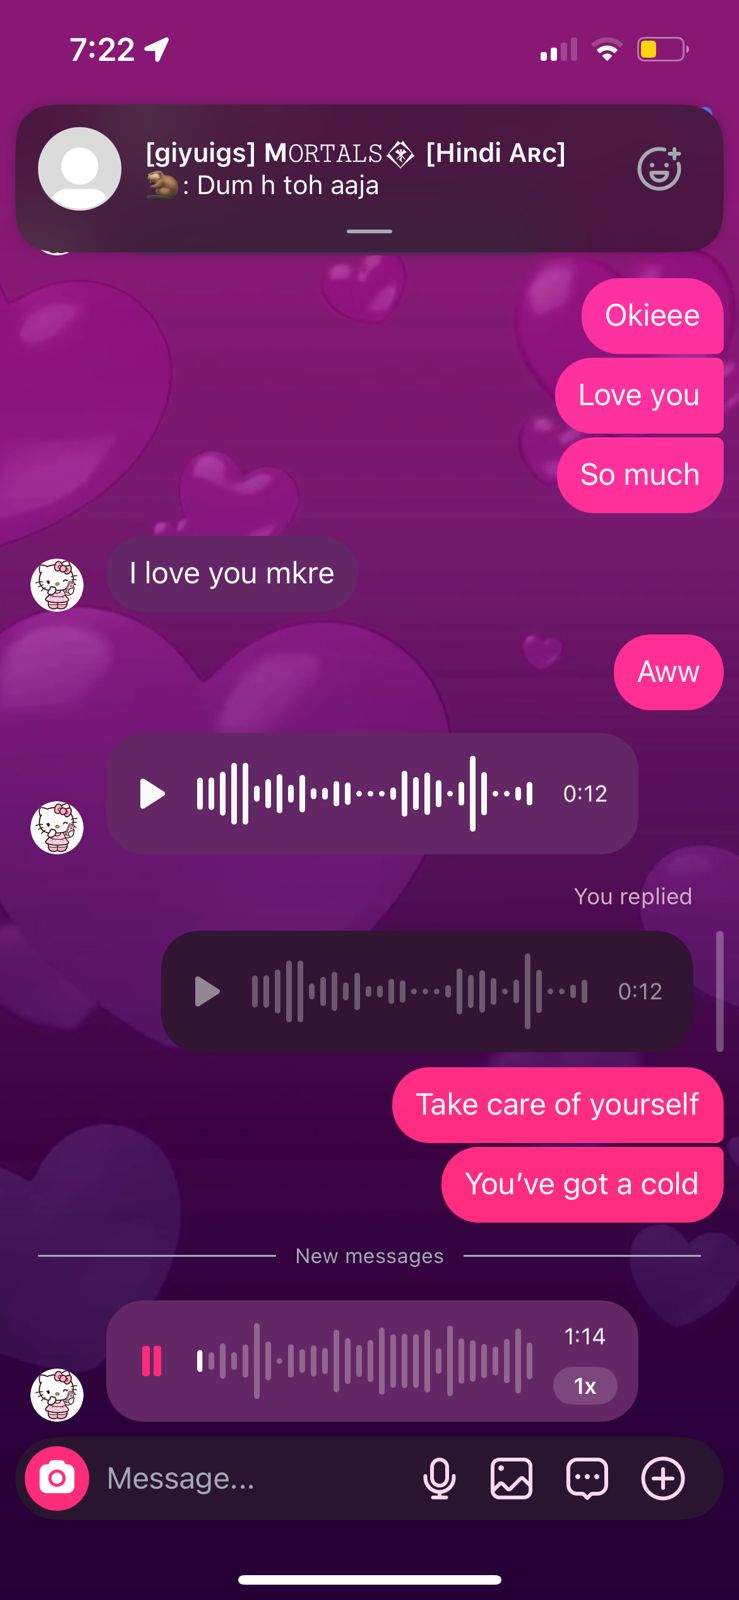 7:22
[giyuigs] MORTALS [Hindi ARC]
: Dum h toh aaja
Okieee
Love you
So much
I love you mkre
Aww
0:12
You replied
0:12
Take care of yourself
You’ve got a cold
New messages
1:14
1x
Message...